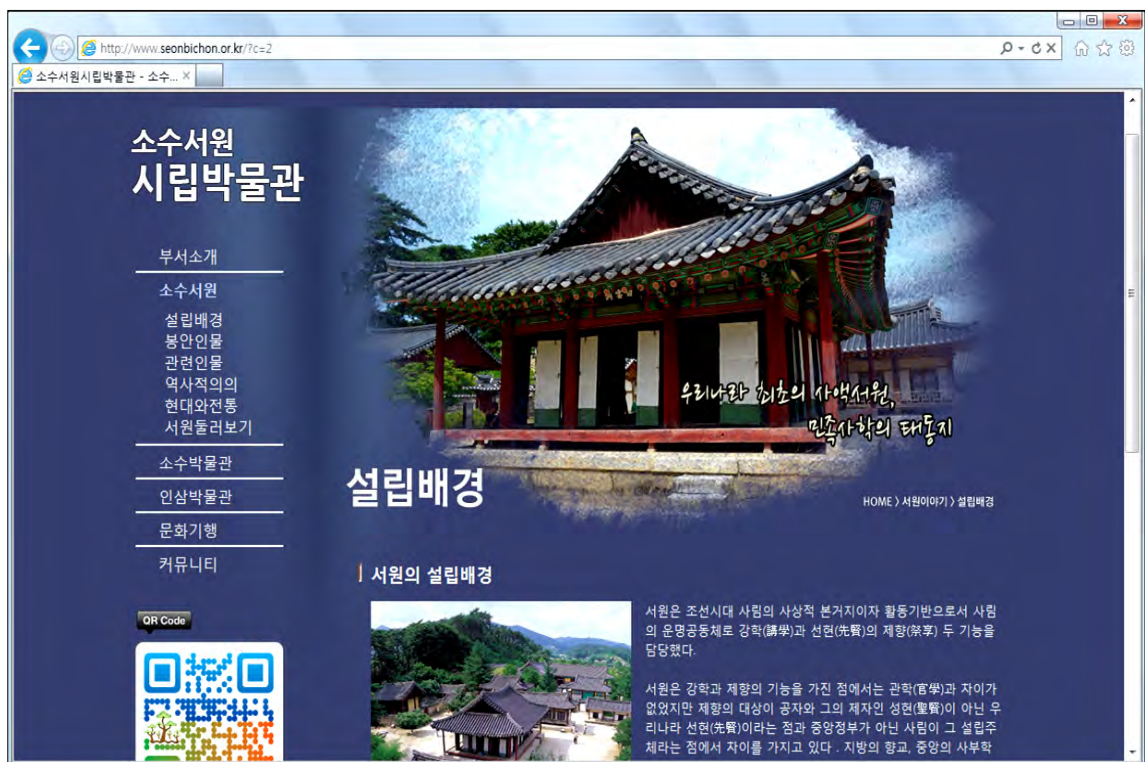 http://www.seonbichon.or.kr/?c=2
소수서원시립박물관 - 소수...
소수서원
시립박물관
부서소개
소수서원
설립배경
봉안인물
관련인물
역사적의의
현대와전통
서원둘러보기
소수박물관
인삼박물관
문화기행
커뮤니티
QR Code
우리나라 최초의 사액서원,
민족사학의 태동지
설립배경
HOME > 서원이야기 > 설립배경
서원의 설립배경
서원은 조선시대 사림의 사상적 본거지이자 활동기반으로서 사림
의 운명공동체로 강학(講學)과 선현(先賢)의 제향(祭享) 두 기능을
담당했다.
서원은 강학과 제향의 기능을 가진 점에서는 관학(官學)과 차이가
없었지만 제향의 대상이 공자와 그의 제자인 성현(聖賢)이 아닌 우
리나라 선현(先賢)이라는 점과 중앙정부가 아닌 사림이 그 설립주
체라는 점에서 차이를 가지고 있다 . 지방의 향교, 중앙의 사부학